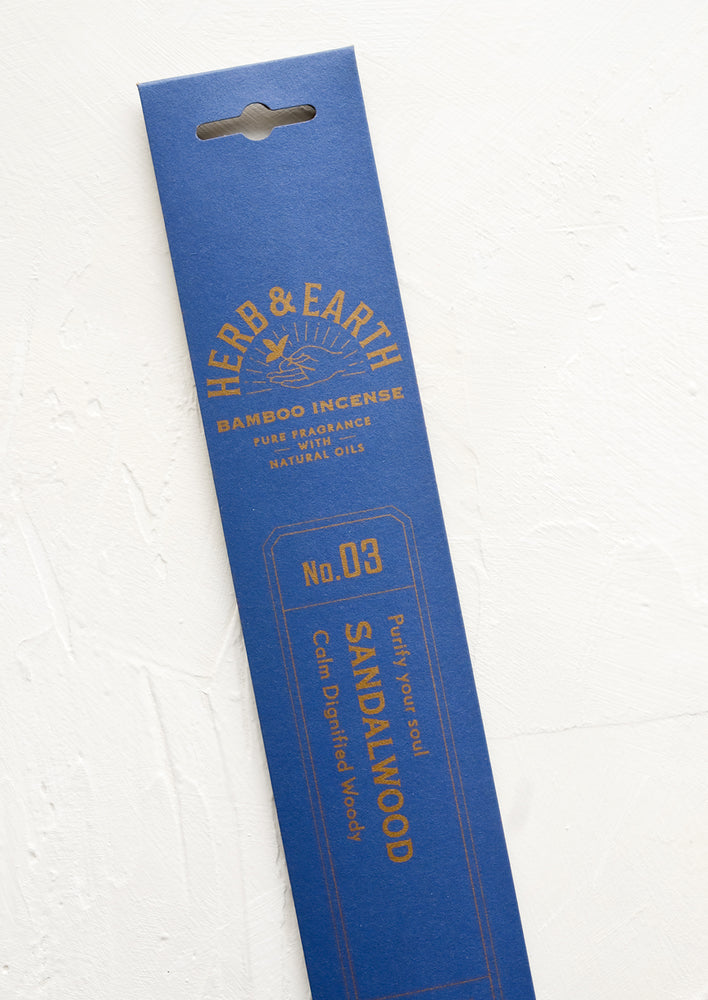 HERB & EARTH
BAMBOO INCENSE
PURE FRAGRANCE
— WITH —
NATURAL OILS
No.03
Purify your soul
SANDALWOOD
Calm Dignified Woody